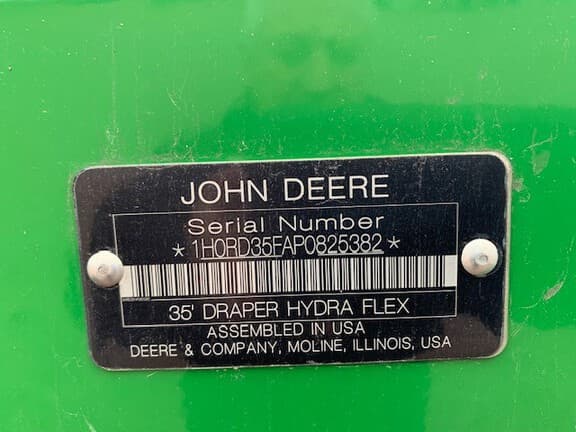 JOHN DEERE
Serial Number
*1H0RD35FAP0825382*
35' DRAPER HYDRA FLEX
ASSEMBLED IN USA
DEERE & COMPANY, MOLINE, ILLINOIS, USA